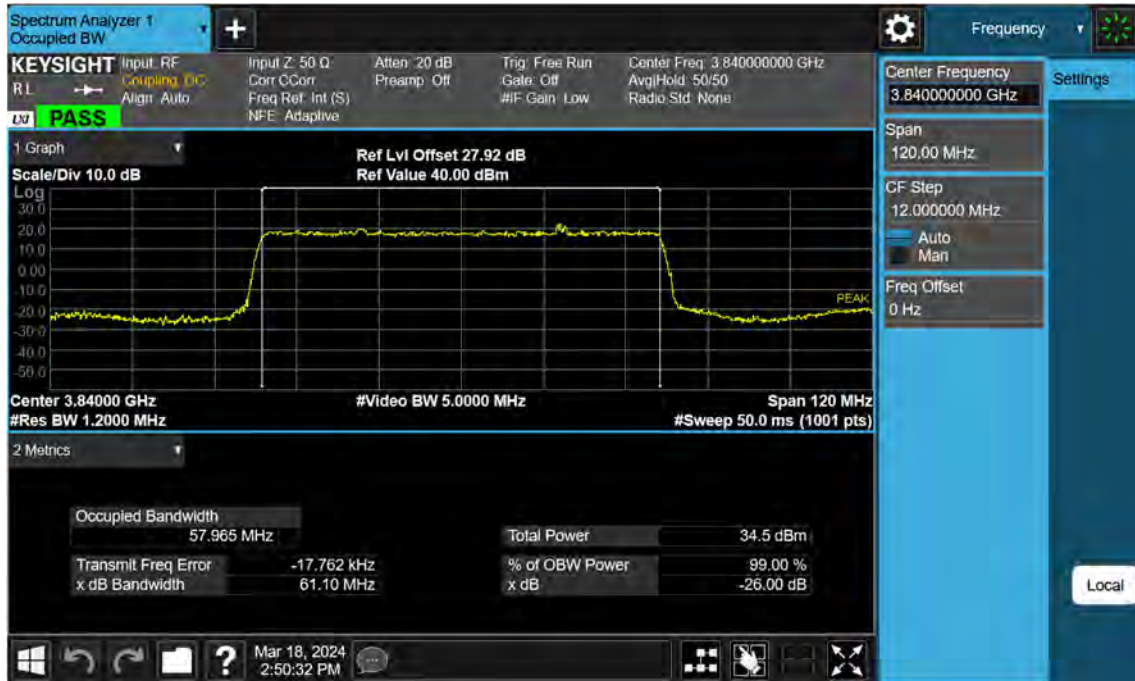 Spectrum Analyzer 1
Occupied BW
+
Frequency
KEYSIGHT
RL
LXI PASS
Input: RF
Coupling: DC
Align: Auto
Input Z: 50 Ω
Corr CCorr
Freq Ref: Int (S)
NFE: Adaptive
Atten: 20 dB
Preamp: Off
Trig: Free Run
Gate: Off
#IF Gain: Low
Center Freq: 3.840000000 GHz
Avg|Hold: 50/50
Radio Std: None
Center Frequency
3.840000000 GHz
Settings
Span
120.00 MHz
CF Step
12.000000 MHz
Auto
Man
Freq Offset
0 Hz
1 Graph
Scale/Div 10.0 dB
Ref Lvl Offset 27.92 dB
Ref Value 40.00 dBm
Log
30.0
20.0
10.0
0.00
-10.0
-20.0
-30.0
-40.0
-50.0
PEAK
Center 3.84000 GHz
#Video BW 5.0000 MHz
Span 120 MHz
#Res BW 1.2000 MHz
#Sweep 50.0 ms (1001 pts)
2 Metrics
Occupied Bandwidth
57.965 MHz
Total Power 34.5 dBm
Transmit Freq Error -17.762 kHz
% of OBW Power 99.00 %
x dB Bandwidth 61.10 MHz
x dB -26.00 dB
Local
?
Mar 18, 2024
2:50:32 PM